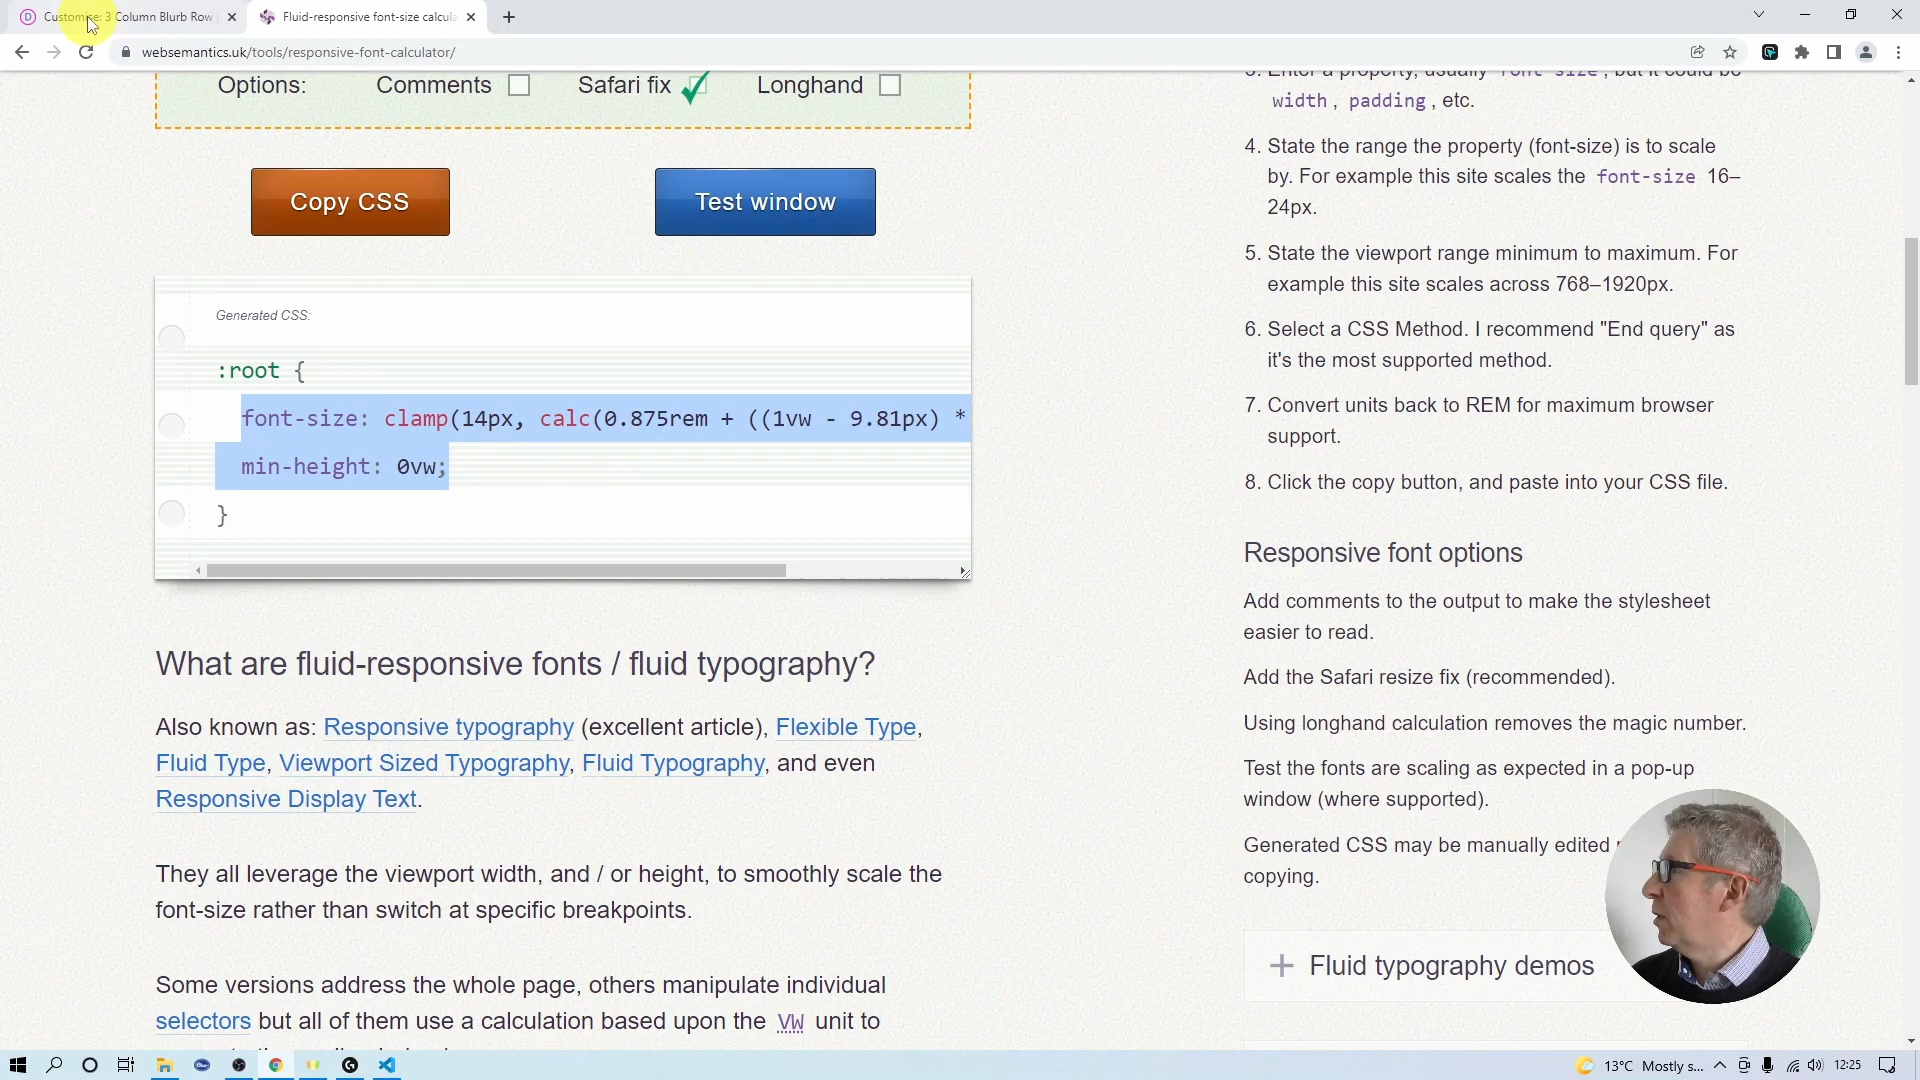 Customise: 3 Column Blurb Row
Fluid-responsive font-size calcula
websemantics.uk/tools/responsive-font-calculator/
Options: Comments Safari fix Longhand
Copy CSS
Test window
Generated CSS:
:root {
font-size: clamp(14px, calc(0.875rem + ((1vw - 9.81px) *
min-height: 0vw;
}
What are fluid-responsive fonts / fluid typography?
Also known as: Responsive typography (excellent article), Flexible Type,
Fluid Type, Viewport Sized Typography, Fluid Typography, and even
Responsive Display Text.
They all leverage the viewport width, and / or height, to smoothly scale the
font-size rather than switch at specific breakpoints.
Some versions address the whole page, others manipulate individual
selectors but all of them use a calculation based upon the VW unit to
3. Enter a property, usually font-size, but it could be
width, padding, etc.
4. State the range the property (font-size) is to scale
by. For example this site scales the font-size 16–
24px.
5. State the viewport range minimum to maximum. For
example this site scales across 768–1920px.
6. Select a CSS Method. I recommend "End query" as
it's the most supported method.
7. Convert units back to REM for maximum browser
support.
8. Click the copy button, and paste into your CSS file.
Responsive font options
Add comments to the output to make the stylesheet
easier to read.
Add the Safari resize fix (recommended).
Using longhand calculation removes the magic number.
Test the fonts are scaling as expected in a pop-up
window (where supported).
Generated CSS may be manually edited
copying.
Fluid typography demos
13°C Mostly s...
12:25